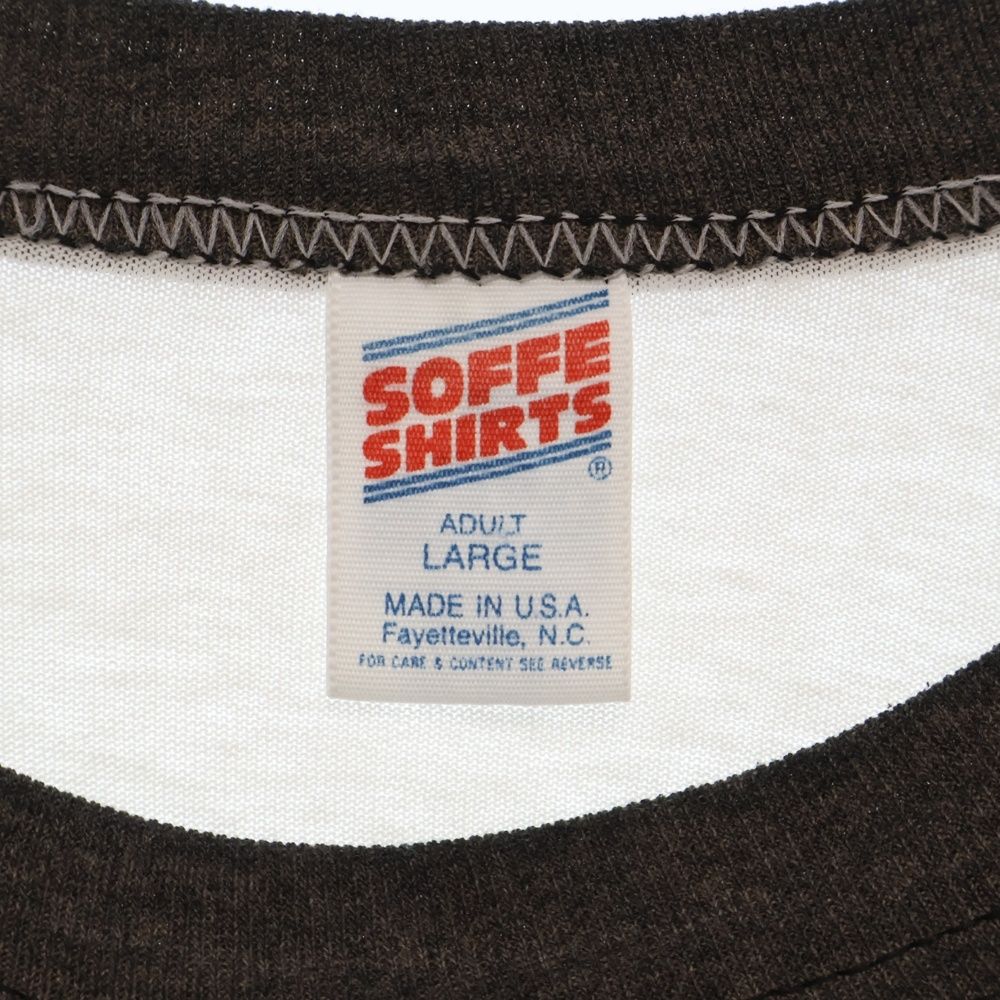 SOFFE
SHIRTS
®
ADULT
LARGE
MADE IN U.S.A.
Fayetteville, N.C.
FOR CARE & CONTENT SEE REVERSE